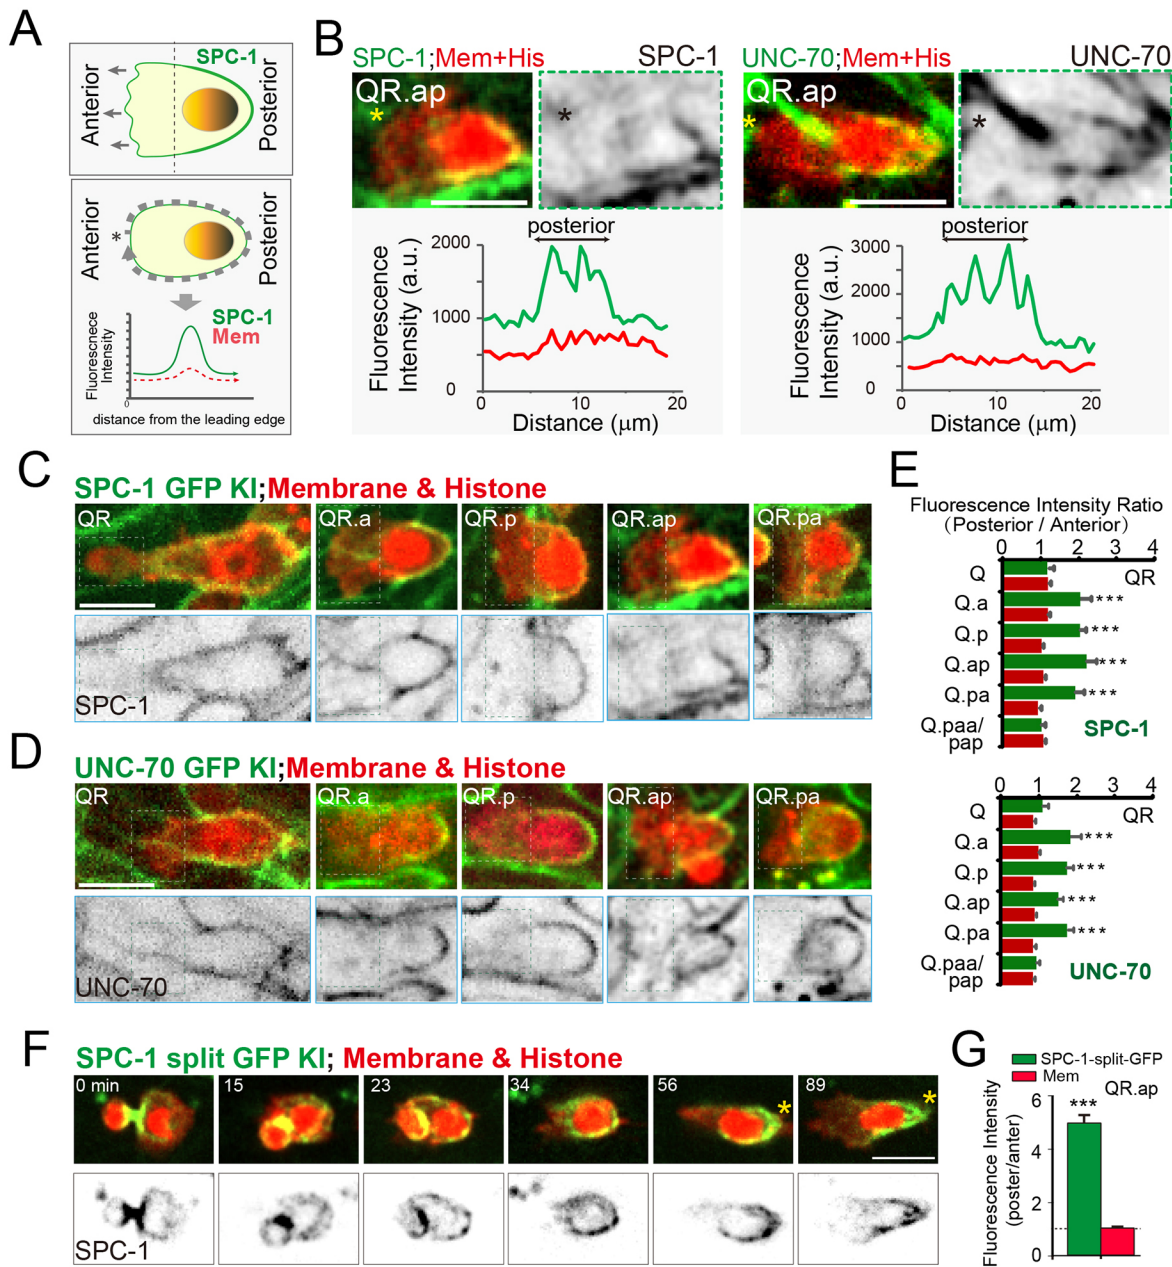 A
SPC-1
Anterior
Posterior
Anterior
*
Posterior
SPC-1
Mem
Fluorescenece
Intensity
0
distance from the leading edge
B
SPC-1;Mem+His
SPC-1
QR.ap
*
*
UNC-70;Mem+His
UNC-70
QR.ap
*
*
posterior
Fluorescence
Intensity (a.u.)
2000
1000
0
0
10
20
Distance (μm)
posterior
Fluorescence
Intensity (a.u.)
3000
2000
1000
0
0
10
20
Distance (μm)
C
SPC-1 GFP KI;Membrane & Histone
QR
QR.a
QR.p
QR.ap
QR.pa
SPC-1
D
UNC-70 GFP KI;Membrane & Histone
QR
QR.a
QR.p
QR.ap
QR.pa
UNC-70
E
Fluorescence Intensity Ratio
(Posterior / Anterior)
0 1 2 3 4
QR
Q
Q.a ***
Q.p ***
Q.ap ***
Q.pa ***
Q.paa/
pap
SPC-1
0 1 2 3 4
QR
Q
Q.a ***
Q.p ***
Q.ap ***
Q.pa ***
Q.paa/
pap
UNC-70
F
SPC-1 split GFP KI; Membrane & Histone
0 min
15
23
34
56
*
89
*
SPC-1
G
SPC-1-split-GFP
Mem
QR.ap
Fluorescence Intensity
(poster/anter)
6
4
2
0
***